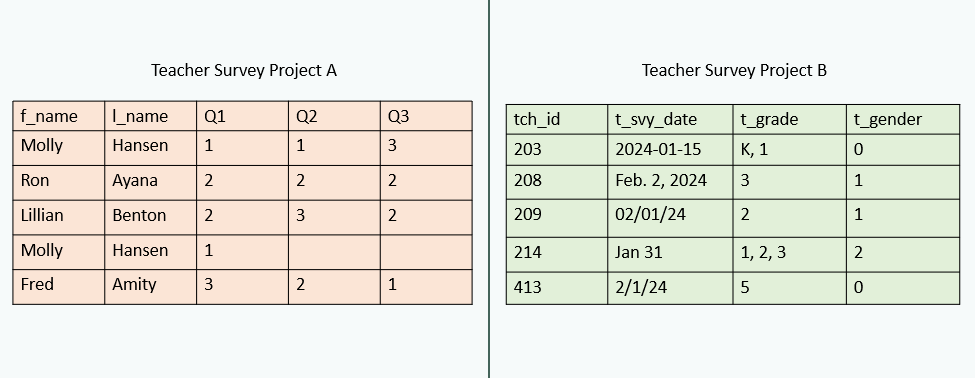 Teacher Survey Project A
f_name l_name Q1 Q2 Q3
Molly Hansen 1 1 3
Ron Ayana 2 2 2
Lillian Benton 2 3 2
Molly Hansen 1
Fred Amity 3 2 1
Teacher Survey Project B
tch_id t_svy_date t_grade t_gender
203 2024-01-15 K, 1 0
208 Feb. 2, 2024 3 1
209 02/01/24 2 1
214 Jan 31 1, 2, 3 2
413 2/1/24 5 0